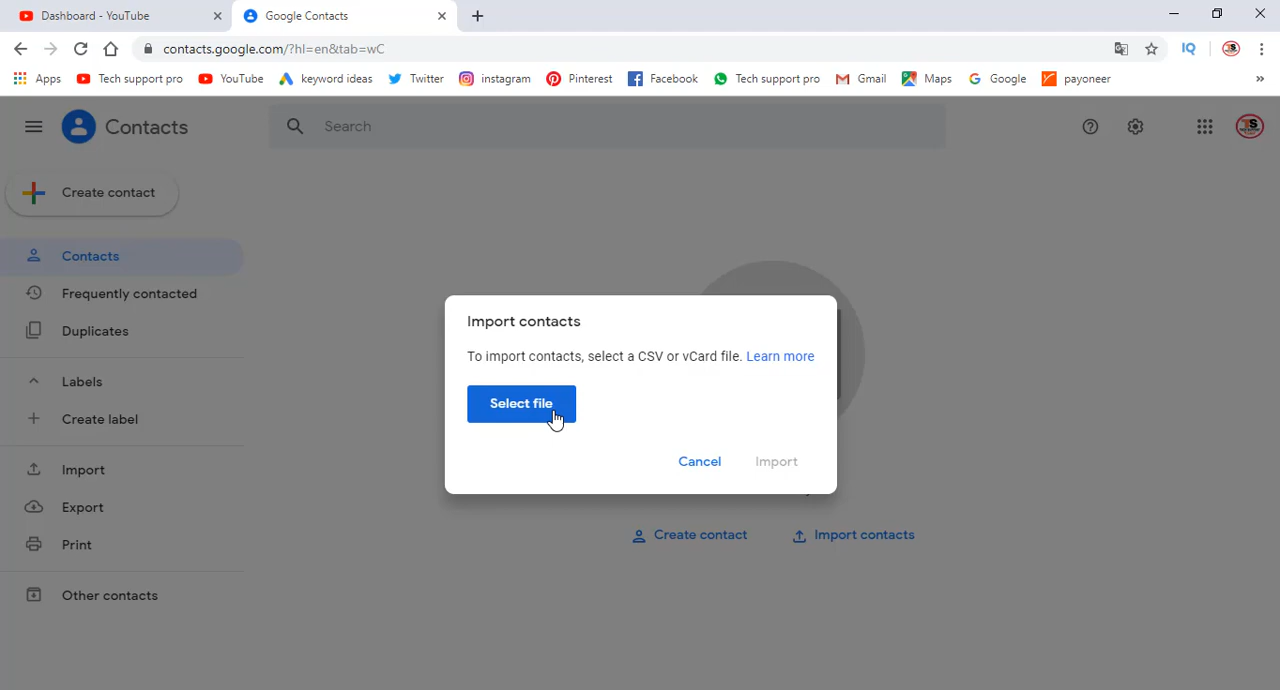 Dashboard - YouTube
Google Contacts
contacts.google.com/?hl=en&tab=wC
IQ
Apps
Tech support pro
YouTube
keyword ideas
Twitter
instagram
Pinterest
Facebook
Tech support pro
Gmail
Maps
Google
payoneer
Contacts
Search
Create contact
Contacts
Frequently contacted
Duplicates
Labels
Create label
Import
Export
Print
Other contacts
Import contacts
To import contacts, select a CSV or vCard file. Learn more
Select file
Cancel
Import
Create contact
Import contacts